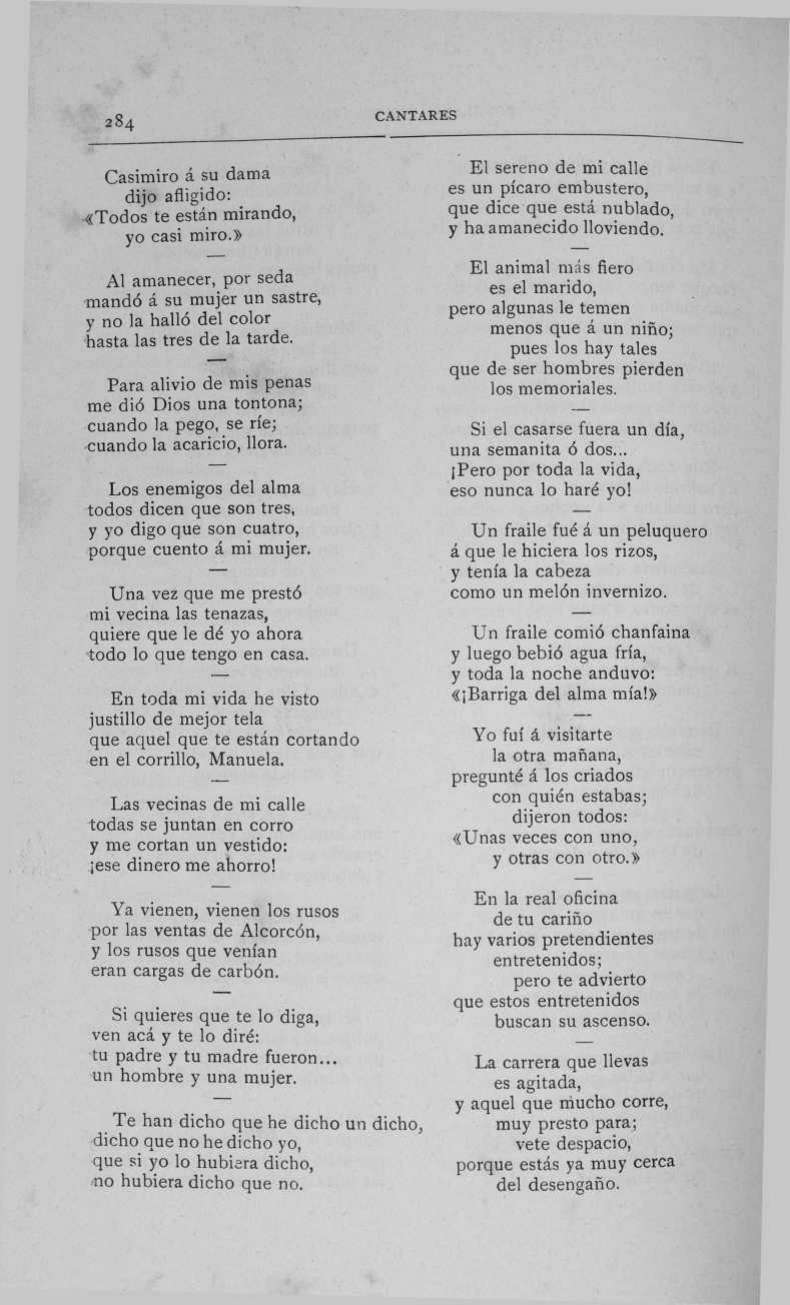 284
CANTARES
Casimiro á su dama
dijo afligido:
«Todos te están mirando,
yo casi miro.»
—
Al amanecer, por seda
mandó á su mujer un sastre,
y no la halló del color
hasta las tres de la tarde.
—
Para alivio de mis penas
me dió Dios una tontona;
cuando la pego, se ríe;
cuando la acaricio, llora.
—
Los enemigos del alma
todos dicen que son tres,
y yo digo que son cuatro,
porque cuento á mi mujer.
—
Una vez que me prestó
mi vecina las tenazas,
quiere que le dé yo ahora
todo lo que tengo en casa.
—
En toda mi vida he visto
justillo de mejor tela
que aquel que te están cortando
en el corrillo, Manuela.
—
Las vecinas de mi calle
todas se juntan en corro
y me cortan un vestido:
¡ese dinero me ahorro!
—
Ya vienen, vienen los rusos
por las ventas de Alcorcón,
y los rusos que venían
eran cargas de carbón.
—
Si quieres que te lo diga,
ven acá y te lo diré:
tu padre y tu madre fueron...
un hombre y una mujer.
—
Te han dicho que he dicho un dicho,
dicho que no he dicho yo,
que si yo lo hubiera dicho,
no hubiera dicho que no.
El sereno de mi calle
es un pícaro embustero,
que dice que está nublado,
y ha amanecido lloviendo.
—
El animal más fiero
es el marido,
pero algunas le temen
menos que á un niño;
pues los hay tales
que de ser hombres pierden
los memoriales.
—
Si el casarse fuera un día,
una semanita ó dos...
¡Pero por toda la vida,
eso nunca lo haré yo!
—
Un fraile fué á un peluquero
á que le hiciera los rizos,
y tenía la cabeza
como un melón invernizo.
—
Un fraile comió chanfaina
y luego bebió agua fría,
y toda la noche anduvo:
«¡Barriga del alma mía!»
—
Yo fuí á visitarte
la otra mañana,
pregunté á los criados
con quién estabas;
dijeron todos:
«Unas veces con uno,
y otras con otro.»
—
En la real oficina
de tu cariño
hay varios pretendientes
entretenidos;
pero te advierto
que estos entretenidos
buscan su ascenso.
—
La carrera que llevas
es agitada,
y aquel que mucho corre,
muy presto para;
vete despacio,
porque estás ya muy cerca
del desengaño.